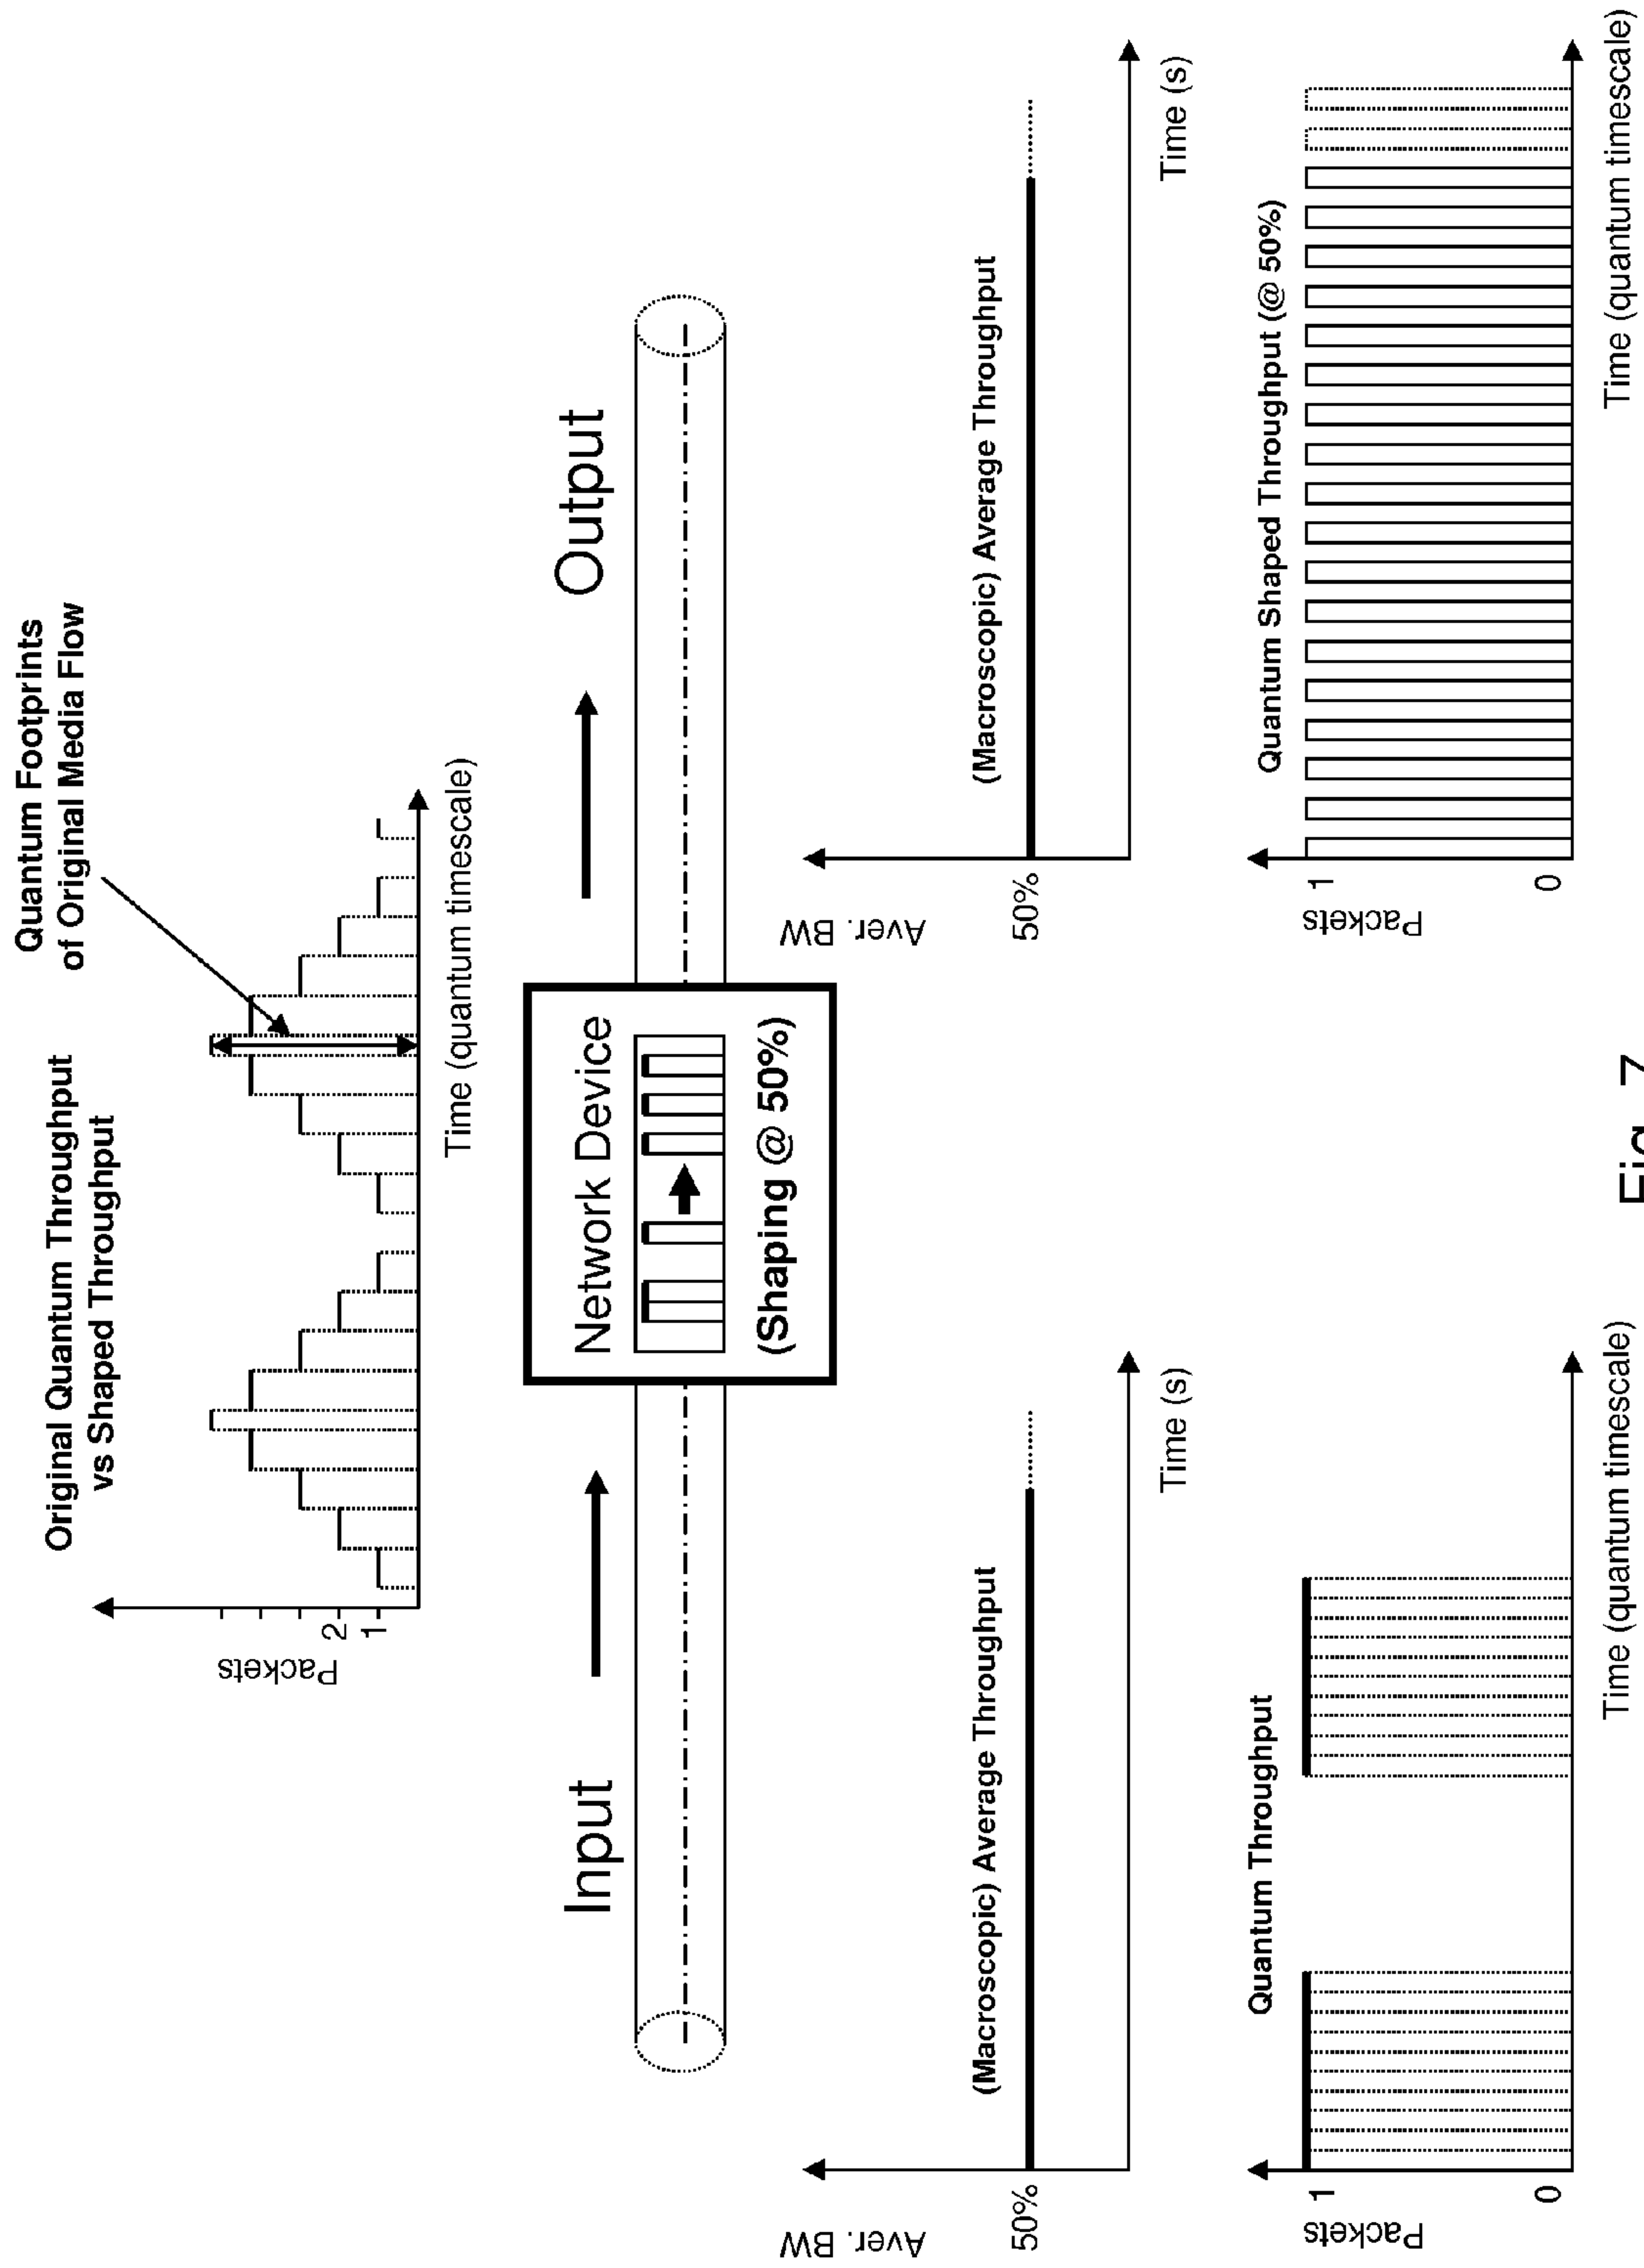 Original Quantum Throughput
vs Shaped Throughput
Quantum Footprints
of Original Media Flow
Packets
2
1
Time (quantum timescale)
Input
Output
Network Device
(Shaping @ 50%)
Aver. BW
50%
(Macroscopic) Average Throughput
Time (s)
Aver. BW
50%
(Macroscopic) Average Throughput
Time (s)
Quantum Throughput
Packets
1
0
Time (quantum timescale)
Quantum Shaped Throughput (@ 50%)
Packets
1
0
Time (quantum timescale)
Fig. 7